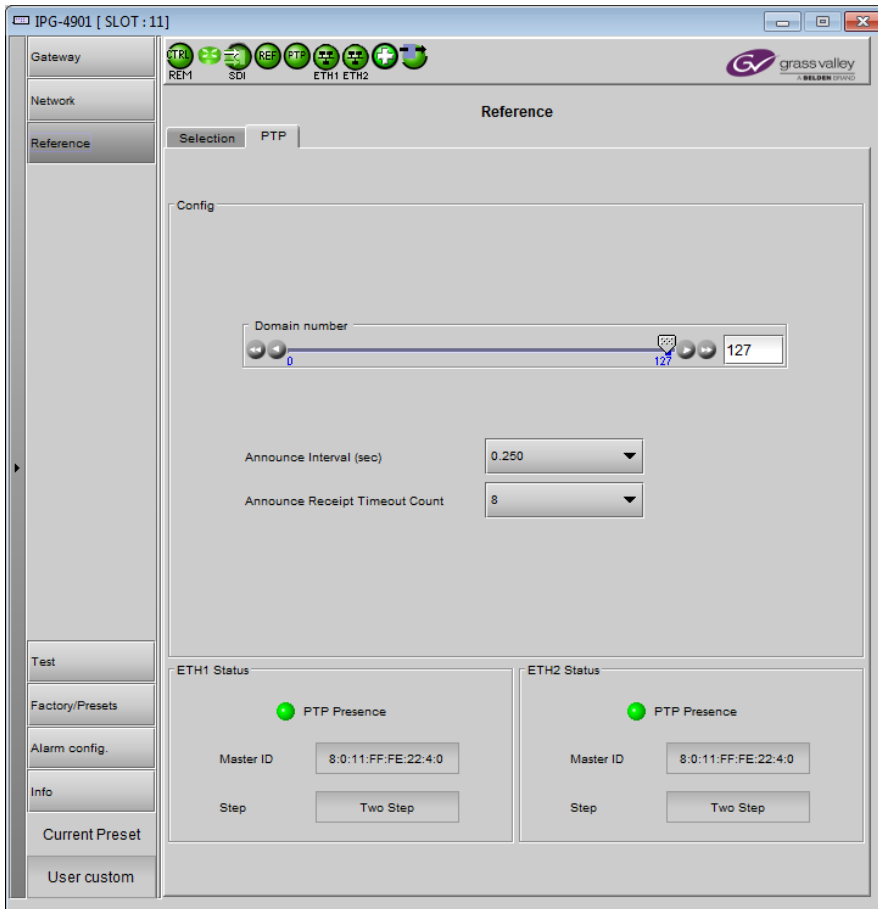 IPG-4901 [ SLOT : 11]
Gateway
Network
Reference
CTRL
REM
SDI
REF
PTP
ETH1 ETH2
GV grass valley
A BELDEN BRAND
Reference
Selection
PTP
Config
Domain number
0
127
127
Announce Interval (sec)
0.250
Announce Receipt Timeout Count
8
Test
Factory/Presets
Alarm config.
Info
Current Preset
User custom
ETH1 Status
PTP Presence
Master ID
8:0:11:FF:FE:22:4:0
Step
Two Step
ETH2 Status
PTP Presence
Master ID
8:0:11:FF:FE:22:4:0
Step
Two Step